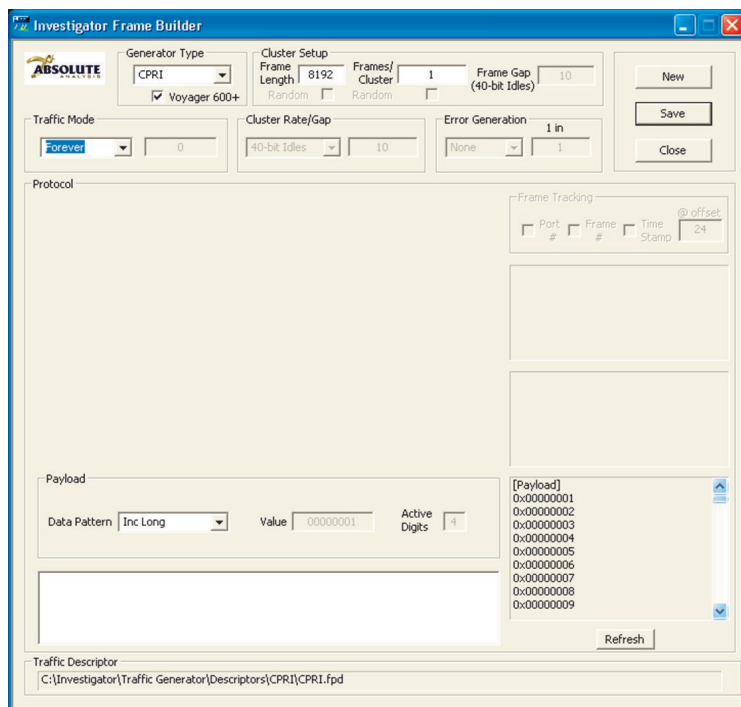 Investigator Frame Builder
ABSOLUTE
ANALYSIS
Generator Type
CPRI
Voyager 600+
Cluster Setup
Frame Length 8192
Frames/ Cluster 1
Frame Gap (40-bit Idles) 10
Random
Random
New
Save
Close
Traffic Mode
Forever 0
Cluster Rate/Gap
40-bit Idles 10
Error Generation
1 in
None 1
Protocol
Frame Tracking
@ offset
Port # Frame # Time Stamp 24
Payload
Data Pattern Inc Long Value 00000001 Active Digits 4
[Payload]
0x00000001
0x00000002
0x00000003
0x00000004
0x00000005
0x00000006
0x00000007
0x00000008
0x00000009
Refresh
Traffic Descriptor
C:\Investigator\Traffic Generator\Descriptors\CPRI\CPRI.fpd